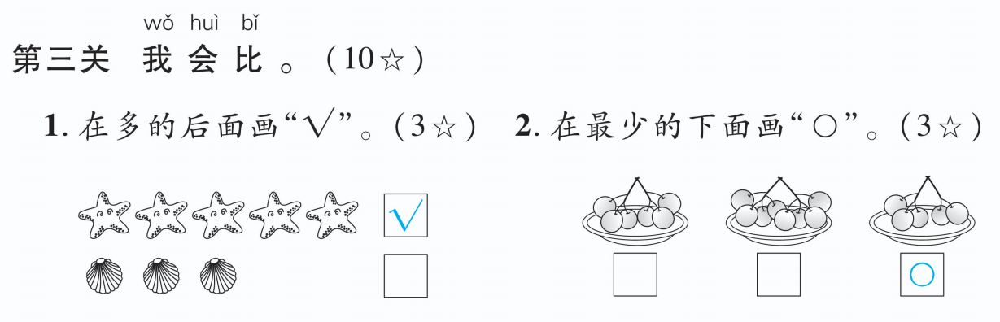 wǒ huì bǐ
第三关 我会比。(10☆)
1. 在多的后面画“√”。(3☆)
2. 在最少的下面画“○”。(3☆)
√
○